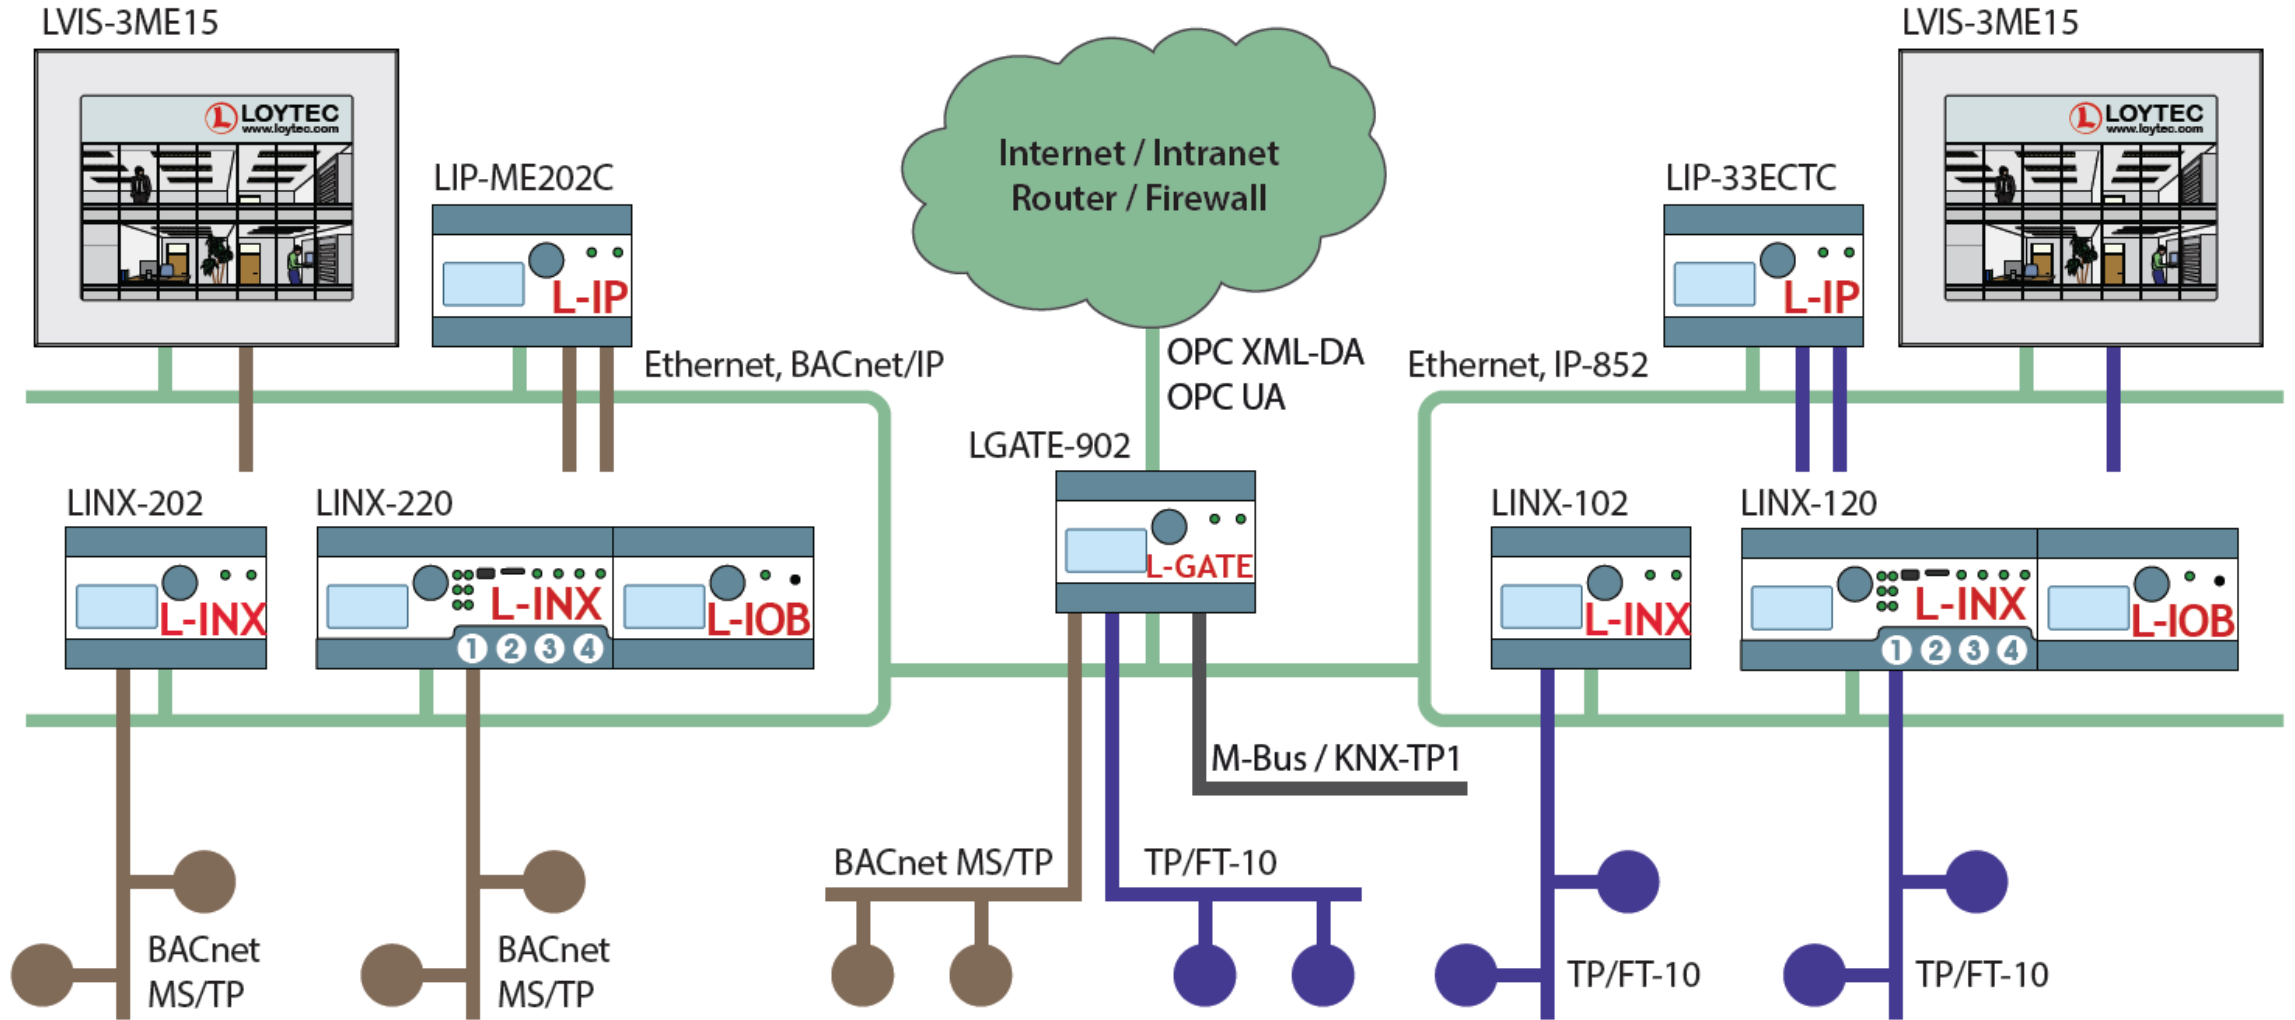 LVIS-3ME15
LOYTEC
www.loytec.com
LIP-ME202C
L-IP
Ethernet, BACnet/IP
Internet / Intranet
Router / Firewall
OPC XML-DA
OPC UA
LIP-33ECTC
L-IP
Ethernet, IP-852
LVIS-3ME15
LOYTEC
www.loytec.com
LINX-202
L-INX
LINX-220
L-INX
1 2 3 4
L-IOB
LGATE-902
L-GATE
LINX-102
L-INX
LINX-120
L-INX
1 2 3 4
L-IOB
M-Bus / KNX-TP1
BACnet
MS/TP
BACnet
MS/TP
BACnet MS/TP
TP/FT-10
TP/FT-10
TP/FT-10